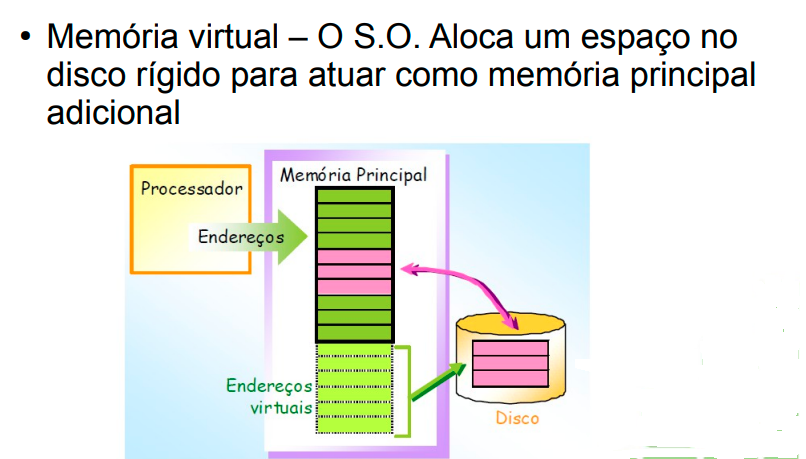 • Memória virtual – O S.O. Aloca um espaço no
disco rígido para atuar como memória principal
adicional
Memória Principal
Processador
Endereços
Endereços
virtuais
Disco